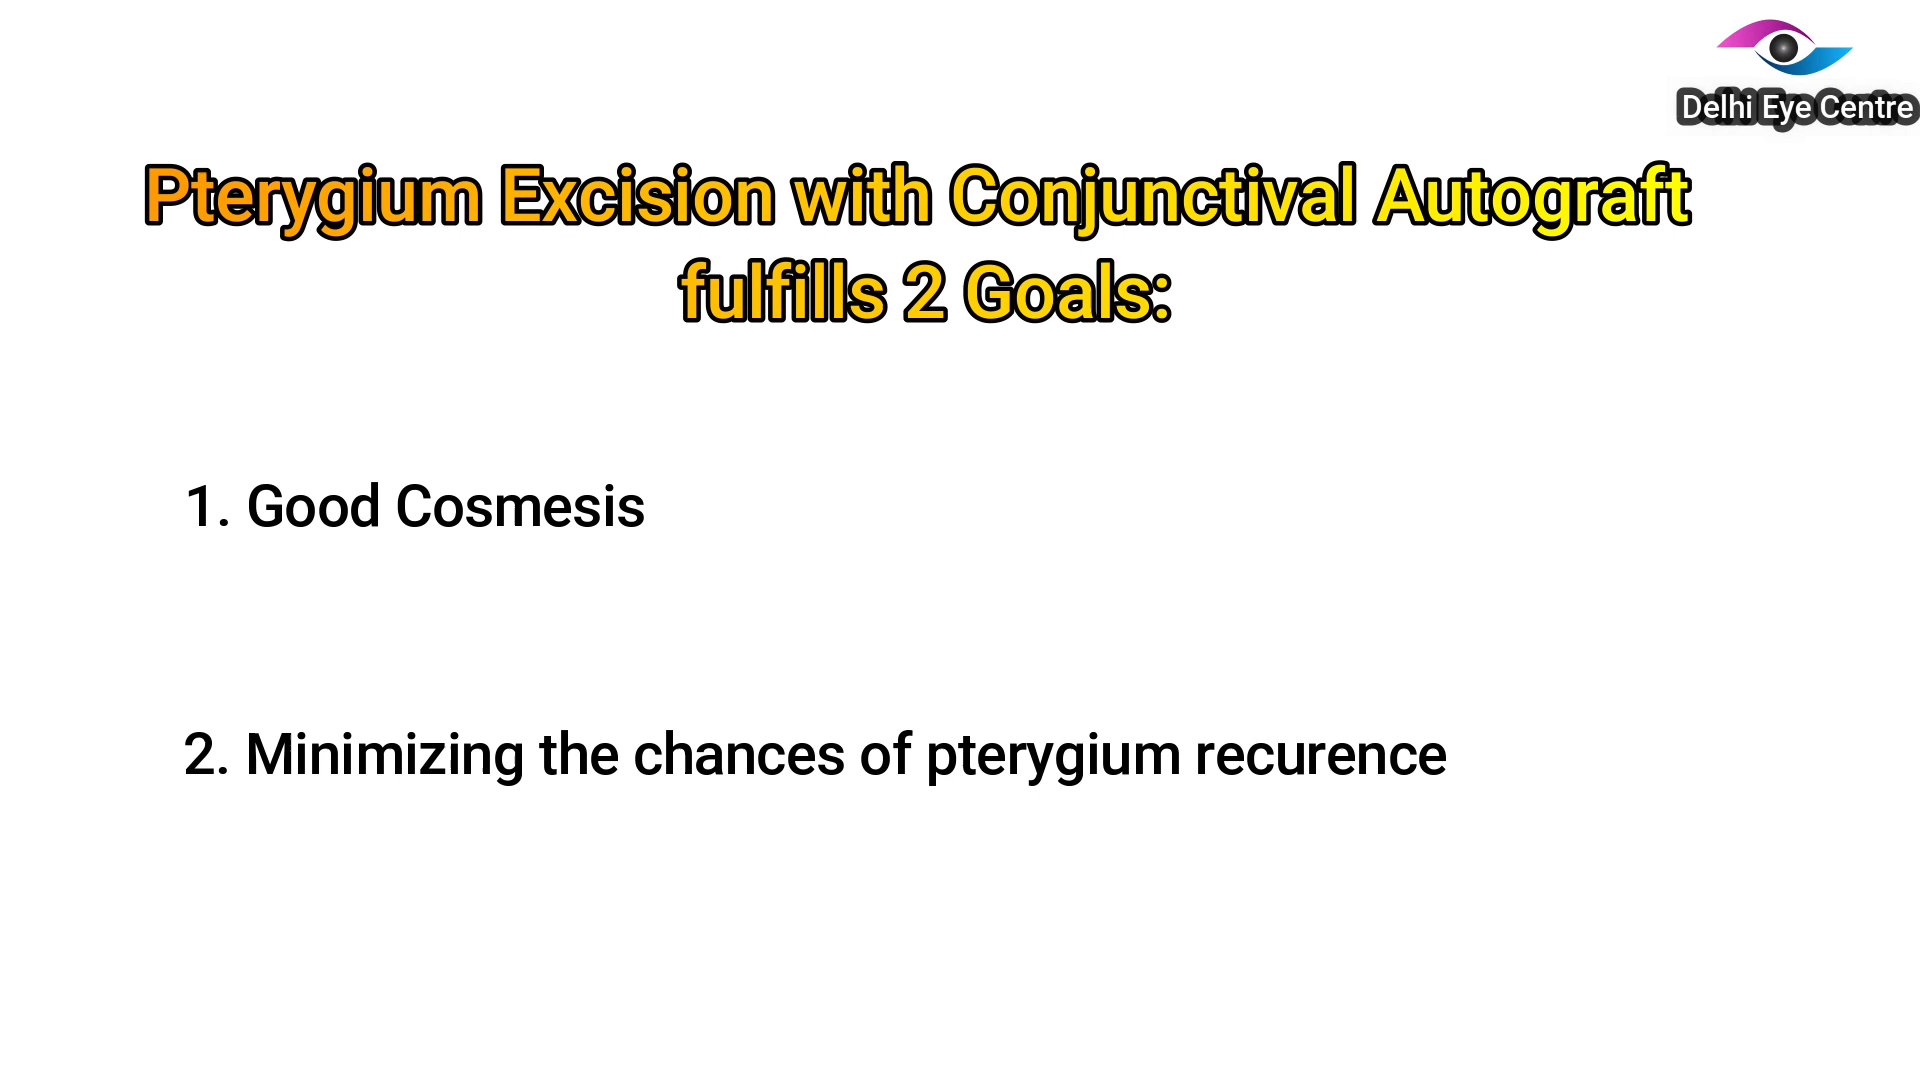 Delhi Eye Centre
Pterygium Excision with Conjunctival Autograft
fulfills 2 Goals:
1. Good Cosmesis
2. Minimizing the chances of pterygium recurence